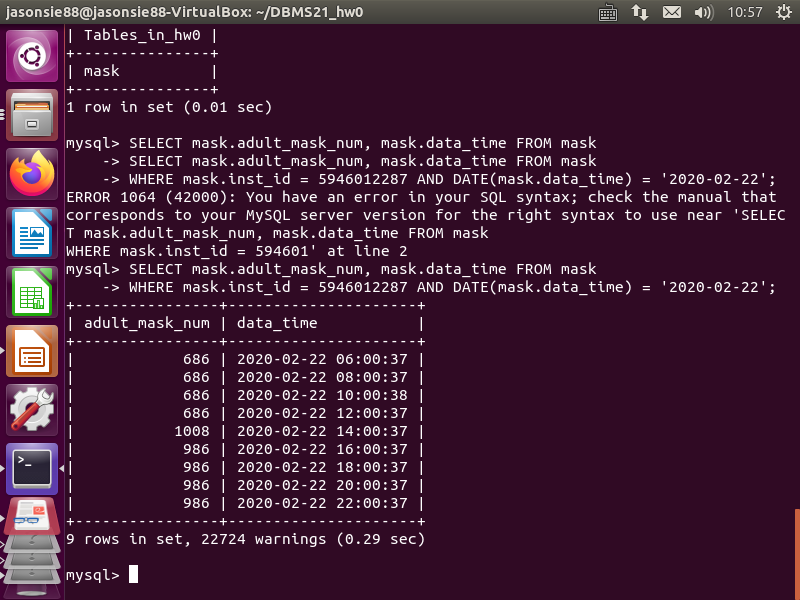 jasonsie88@jasonsie88-VirtualBox: ~/DBMS21_hw0 10:57
| Tables_in_hw0 |
+---------------+
| mask          |
+---------------+
1 row in set (0.01 sec)
mysql> SELECT mask.adult_mask_num, mask.data_time FROM mask
    -> SELECT mask.adult_mask_num, mask.data_time FROM mask
    -> WHERE mask.inst_id = 5946012287 AND DATE(mask.data_time) = '2020-02-22';
ERROR 1064 (42000): You have an error in your SQL syntax; check the manual that
corresponds to your MySQL server version for the right syntax to use near 'SELEC
T mask.adult_mask_num, mask.data_time FROM mask
WHERE mask.inst_id = 594601' at line 2
mysql> SELECT mask.adult_mask_num, mask.data_time FROM mask
    -> WHERE mask.inst_id = 5946012287 AND DATE(mask.data_time) = '2020-02-22';
+----------------+---------------------+
| adult_mask_num | data_time           |
+----------------+---------------------+
|            686 | 2020-02-22 06:00:37 |
|            686 | 2020-02-22 08:00:37 |
|            686 | 2020-02-22 10:00:38 |
|            686 | 2020-02-22 12:00:37 |
|           1008 | 2020-02-22 14:00:37 |
|            986 | 2020-02-22 16:00:37 |
|            986 | 2020-02-22 18:00:37 |
|            986 | 2020-02-22 20:00:37 |
|            986 | 2020-02-22 22:00:37 |
+----------------+---------------------+
9 rows in set, 22724 warnings (0.29 sec)
mysql>